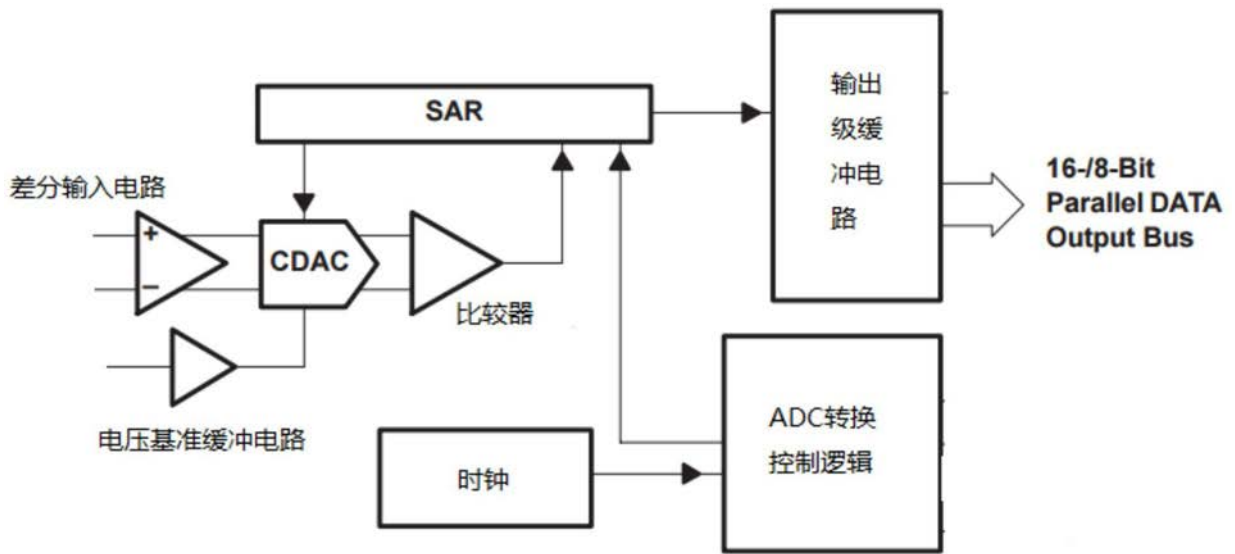 SAR
输出
级缓
冲电
路
16-/8-Bit
Parallel DATA
Output Bus
差分输入电路
+
−
CDAC
比较器
电压基准缓冲电路
时钟
ADC转换
控制逻辑